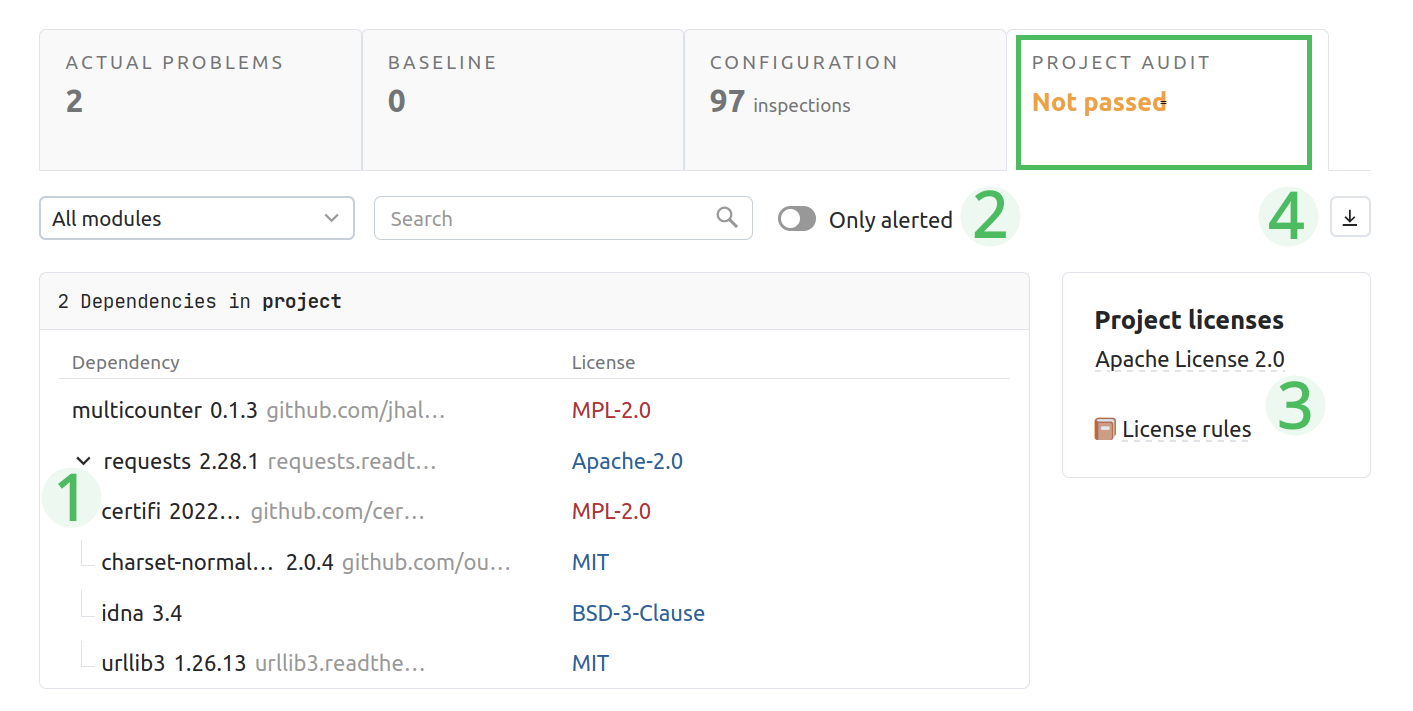 ACTUAL PROBLEMS
2
BASELINE
0
CONFIGURATION
97 inspections
PROJECT AUDIT
Not passed
All modules
Search
Only alerted
2
4
2 Dependencies in project
Dependency License
multicounter 0.1.3 github.com/jhal... MPL-2.0
requests 2.28.1 requests.readt... Apache-2.0
1
certifi 2022... github.com/cer... MPL-2.0
charset-normal... 2.0.4 github.com/ou... MIT
idna 3.4 BSD-3-Clause
urllib3 1.26.13 urllib3.readthe... MIT
Project licenses
Apache License 2.0
3
License rules